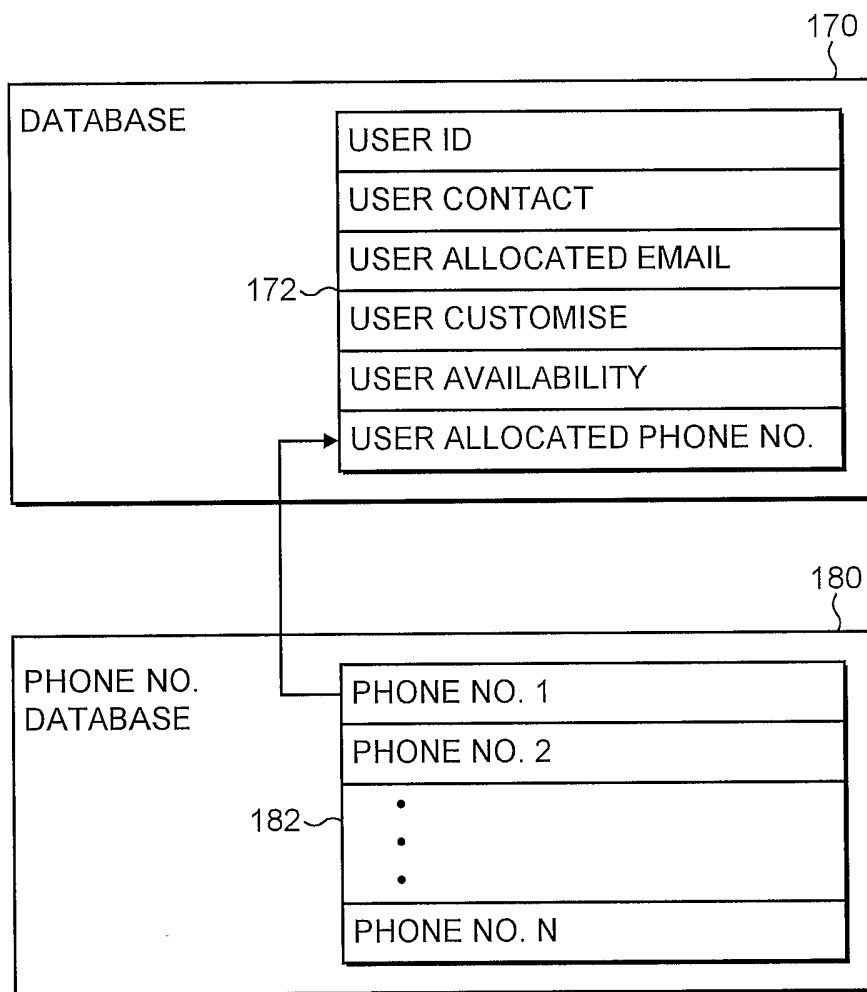 170
DATABASE
USER ID
USER CONTACT
USER ALLOCATED EMAIL
172
USER CUSTOMISE
USER AVAILABILITY
USER ALLOCATED PHONE NO.
180
PHONE NO.
DATABASE
PHONE NO. 1
PHONE NO. 2
182
PHONE NO. N